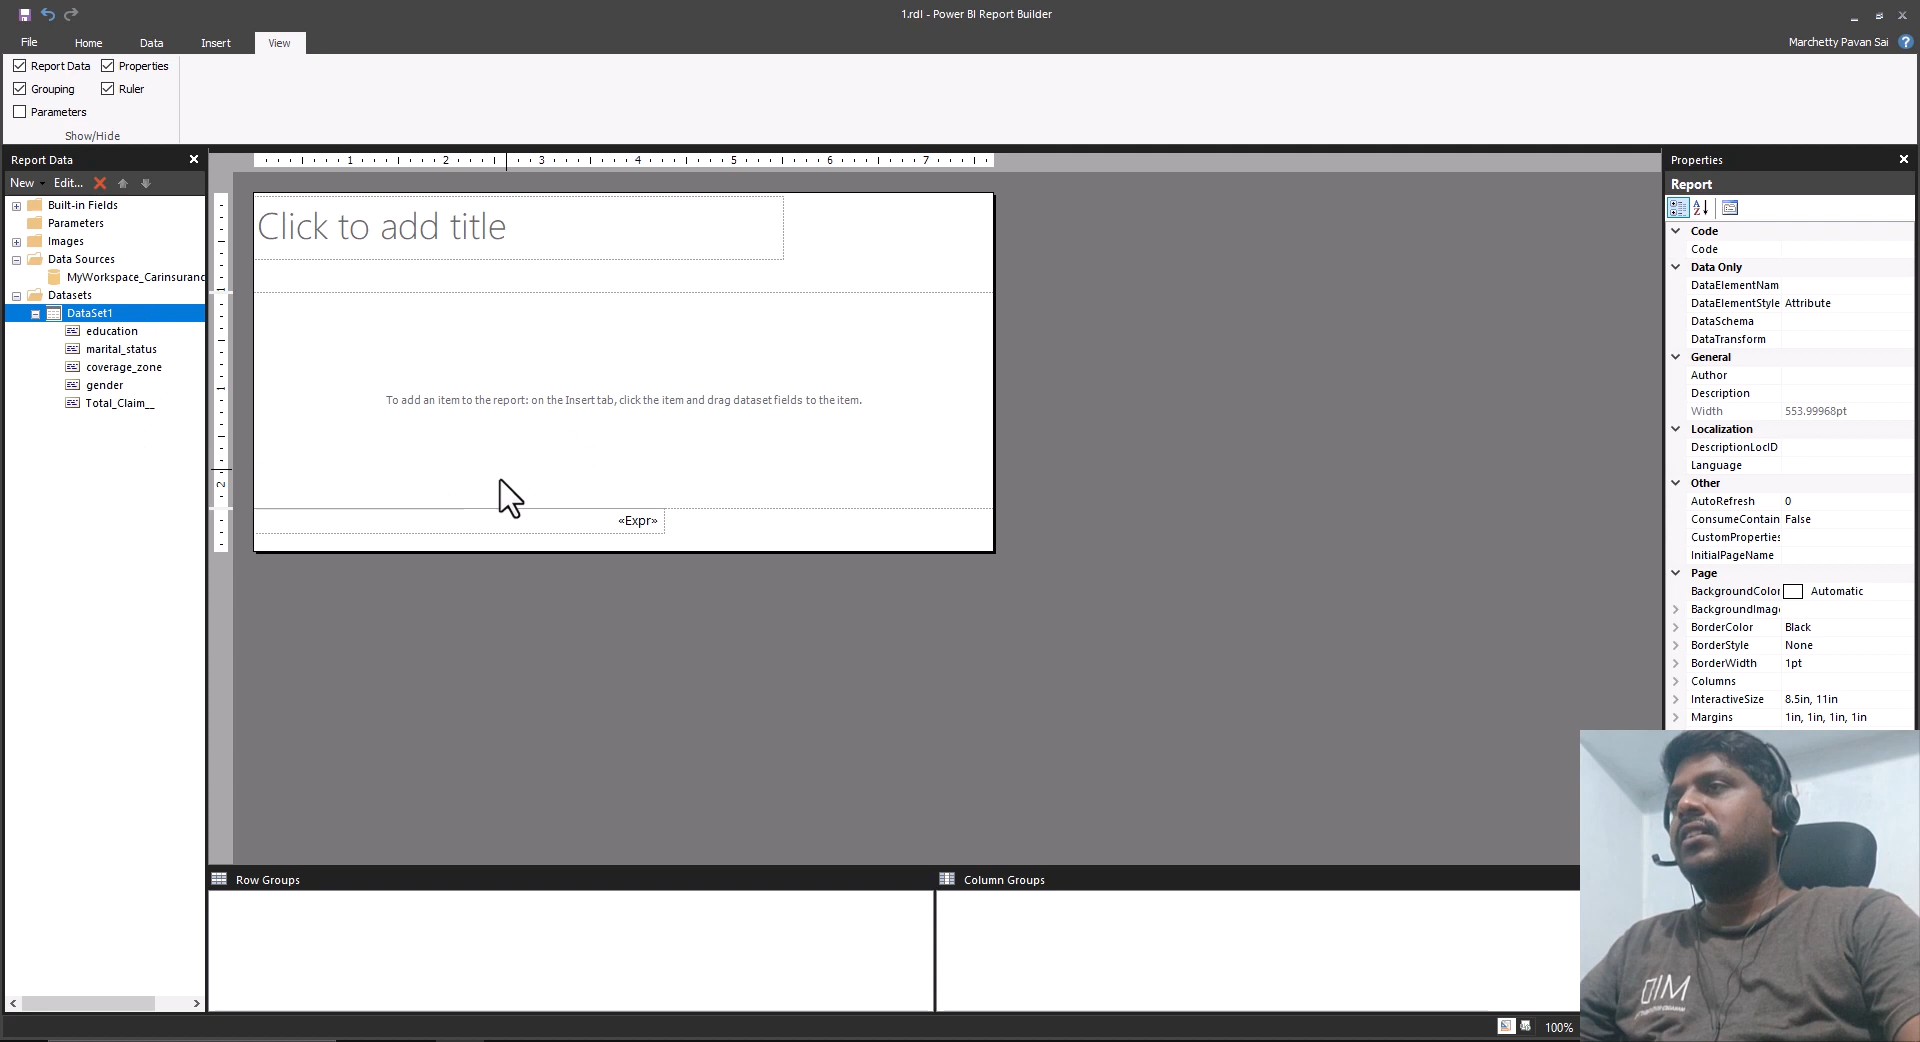 1.rdl - Power BI Report Builder
File Home Data Insert View
Marchetty Pavan Sai
Report Data Properties
Grouping Ruler
Parameters
Show/Hide
Report Data
New Edit...
Built-in Fields
Parameters
Images
Data Sources
MyWorkspace_Carinsuranc
Datasets
DataSet1
education
marital_status
coverage_zone
gender
Total_Claim__
1 2 3 4 5 6 7
1
1
2
Click to add title
To add an item to the report: on the Insert tab, click the item and drag dataset fields to the item.
«Expr»
Row Groups
Column Groups
Properties
Report
Code
Code
Data Only
DataElementNam
DataElementStyle Attribute
DataSchema
DataTransform
General
Author
Description
Width 553.99968pt
Localization
DescriptionLocID
Language
Other
AutoRefresh 0
ConsumeContain False
CustomProperties
InitialPageName
Page
BackgroundColor Automatic
BackgroundImage
BorderColor Black
BorderStyle None
BorderWidth 1pt
Columns
InteractiveSize 8.5in, 11in
Margins 1in, 1in, 1in, 1in
100%